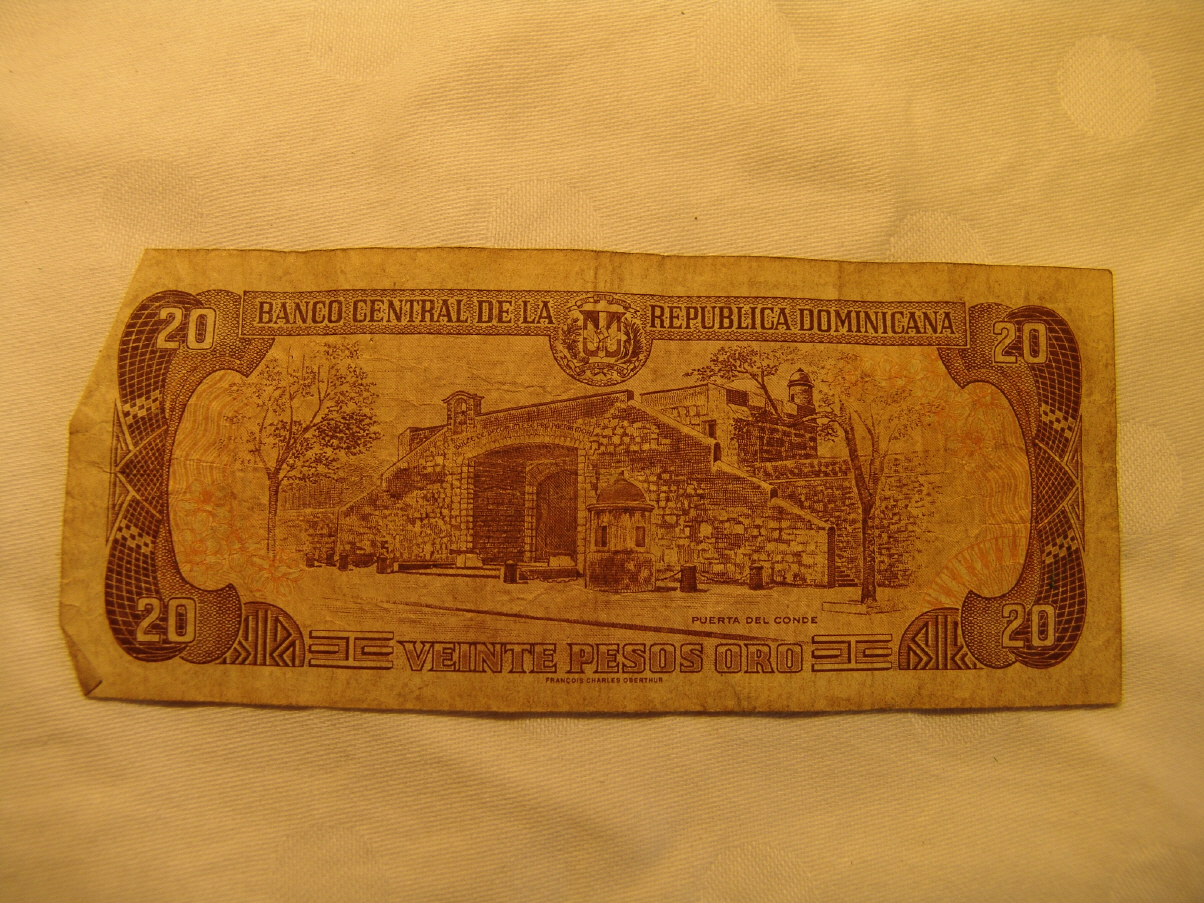 BANCO CENTRAL DE LA REPUBLICA DOMINICANA
20 20
PUERTA DEL CONDE
20 20
VEINTE PESOS ORO
FRANÇOIS CHARLES OBERTHUR